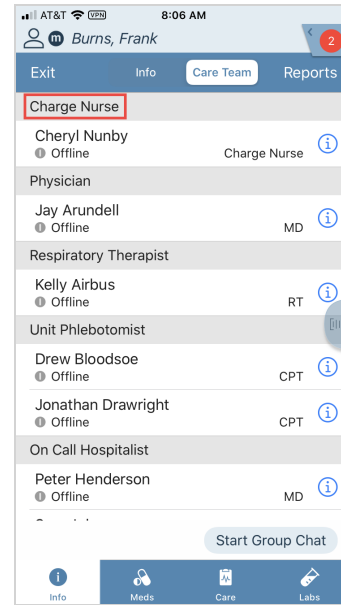 AT&T VPN 8:06 AM
m Burns, Frank
2
Exit Info Care Team Reports
Charge Nurse
Cheryl Nunby
Offline Charge Nurse
Physician
Jay Arundell
Offline MD
Respiratory Therapist
Kelly Airbus
Offline RT
Unit Phlebotomist
Drew Bloodsoe
Offline CPT
Jonathan Drawright
Offline CPT
On Call Hospitalist
Peter Henderson
Offline MD
Start Group Chat
Info Meds Care Labs